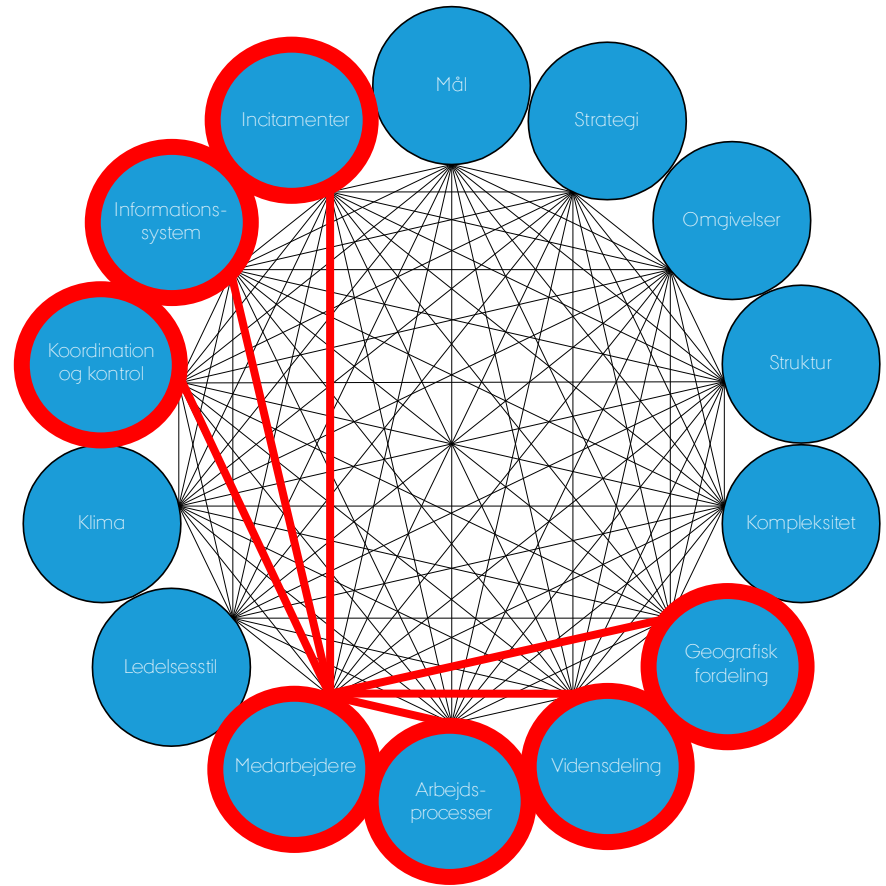 Mål
Strategi
Omgivelser
Struktur
Kompleksitet
Geografisk
fordeling
Vidensdeling
Arbejds-
processer
Medarbejdere
Ledelsesstil
Klima
Koordination
og kontrol
Informations-
system
Incitamenter